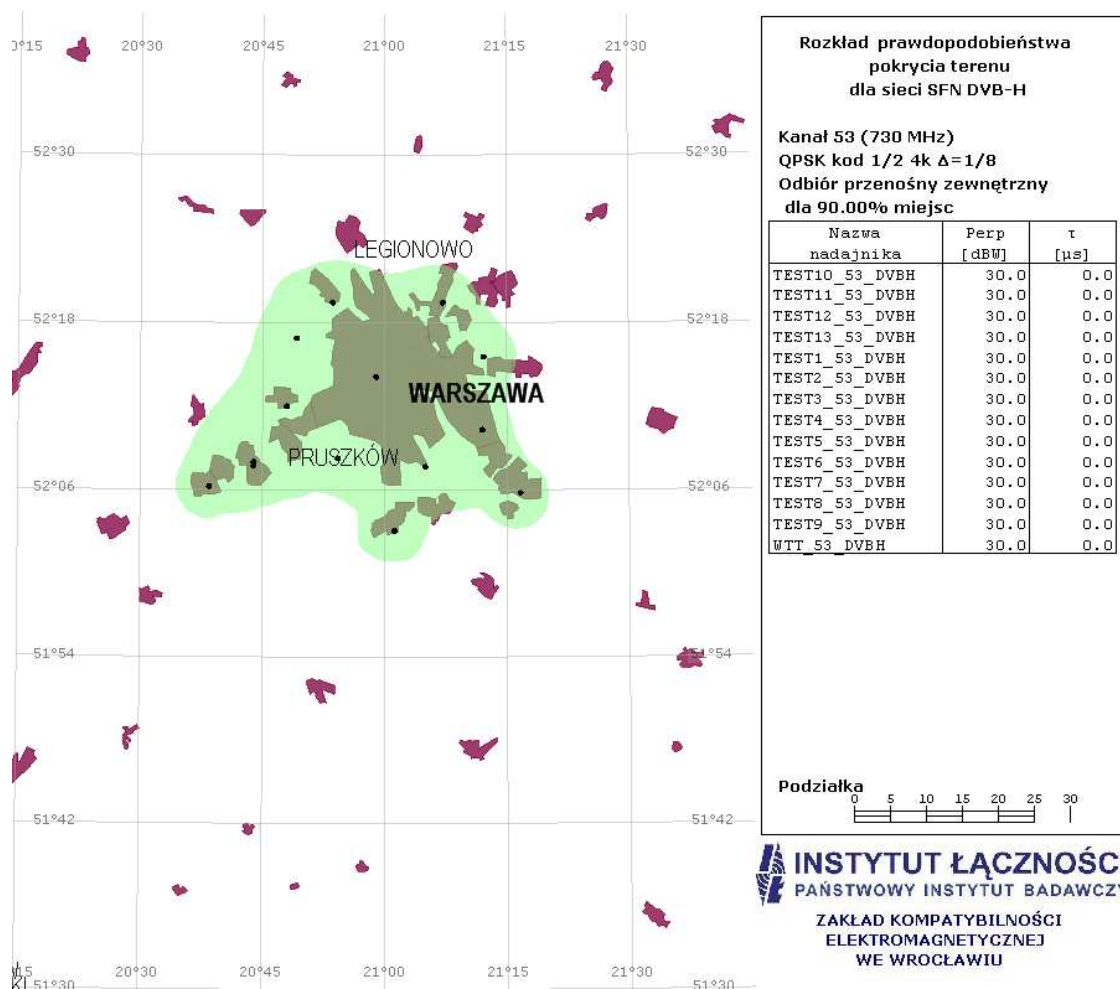 0°15 20°30 20°45 21°00 21°15 21°30
52°30 52°30
LEGIONOWO
52°18 52°18
WARSZAWA
PRUSZKÓW
52°06 52°06
51°54 51°54
51°42 51°42
20°30 20°45 21°00 21°15 21°30
51°30 51°30
Rozkład prawdopodobieństwa
pokrycia terenu
dla sieci SFN DVB-H
Kanał 53 (730 MHz)
QPSK kod 1/2 4k Δ=1/8
Odbiór przenośny zewnętrzny
dla 90.00% miejsc
Nazwa Perp τ
nadajnika [dBW] [μs]
TEST10_53_DVBH 30.0 0.0
TEST11_53_DVBH 30.0 0.0
TEST12_53_DVBH 30.0 0.0
TEST13_53_DVBH 30.0 0.0
TEST1_53_DVBH 30.0 0.0
TEST2_53_DVBH 30.0 0.0
TEST3_53_DVBH 30.0 0.0
TEST4_53_DVBH 30.0 0.0
TEST5_53_DVBH 30.0 0.0
TEST6_53_DVBH 30.0 0.0
TEST7_53_DVBH 30.0 0.0
TEST8_53_DVBH 30.0 0.0
TEST9_53_DVBH 30.0 0.0
WTT_53_DVBH 30.0 0.0
Podziałka
0 5 10 15 20 25 30
INSTYTUT ŁĄCZNOŚC
PAŃSTWOWY INSTYTUT BADAWCZY
ZAKŁAD KOMPATYBILNOŚCI
ELEKTROMAGNETYCZNEJ
WE WROCŁAWIU